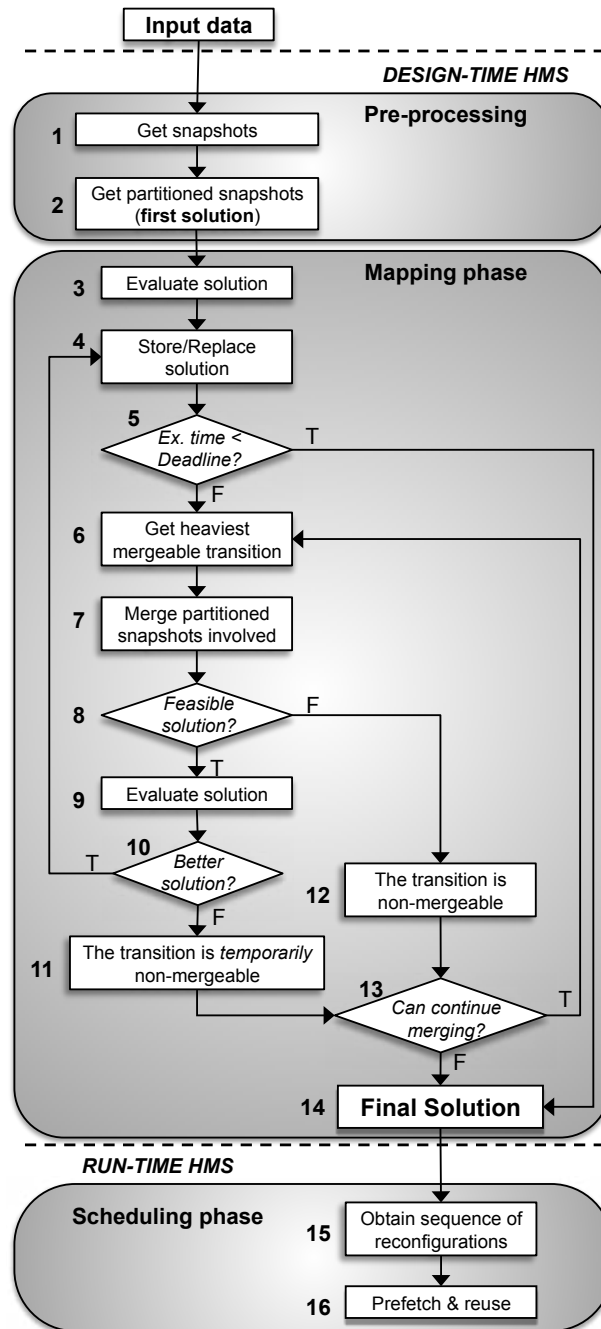 Input data
DESIGN-TIME HMS
Pre-processing
1
Get snapshots
2
Get partitioned snapshots
(first solution)
Mapping phase
3
Evaluate solution
4
Store/Replace
solution
5
Ex. time <
Deadline?
T
F
6
Get heaviest
mergeable transition
7
Merge partitioned
snapshots involved
8
Feasible
solution?
F
T
9
Evaluate solution
10
Better
solution?
T
F
11
The transition is temporarily
non-mergeable
12
The transition is
non-mergeable
13
Can continue
merging?
T
F
14
Final Solution
RUN-TIME HMS
Scheduling phase
15
Obtain sequence of
reconfigurations
16
Prefetch & reuse